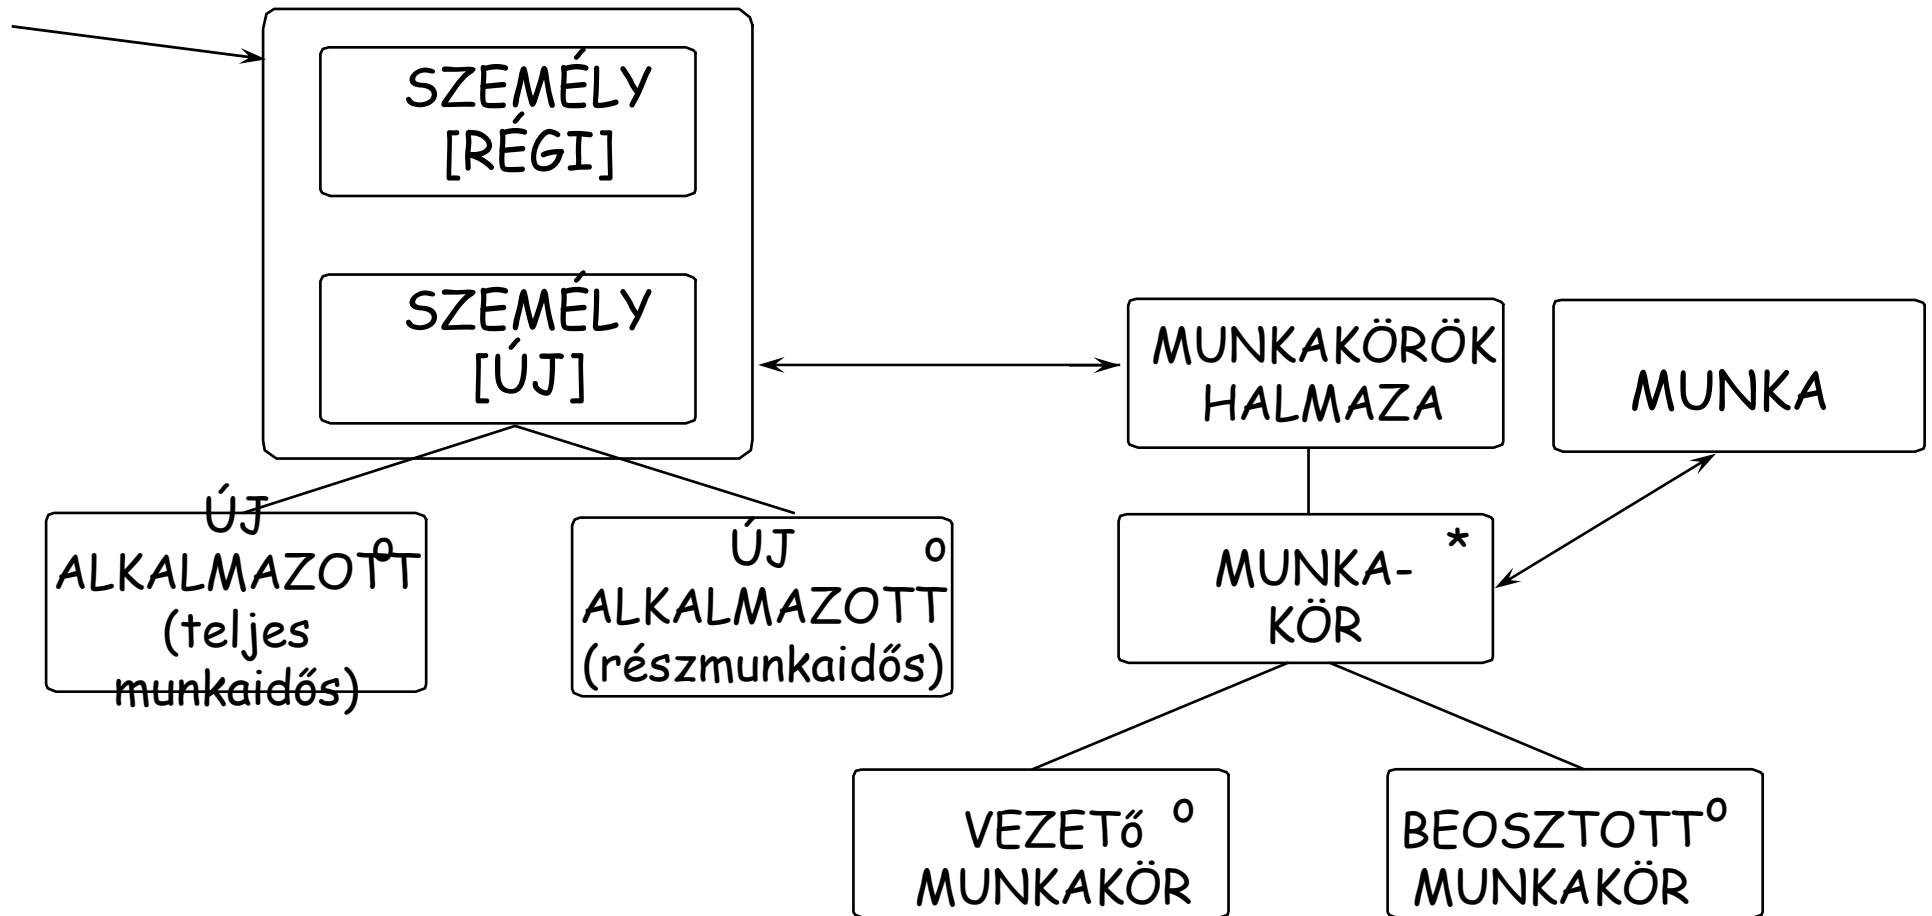 SZEMÉLY
[RÉGI]
SZEMÉLY
[ÚJ]
MUNKAKÖRÖK
HALMAZA
MUNKA
ÚJ
ALKALMAZOTT
o
(teljes
munkaidős)
ÚJ
o
ALKALMAZOTT
(részmunkaidős)
*
MUNKA-
KÖR
VEZETő
o
MUNKAKÖR
BEOSZTOTT
o
MUNKAKÖR